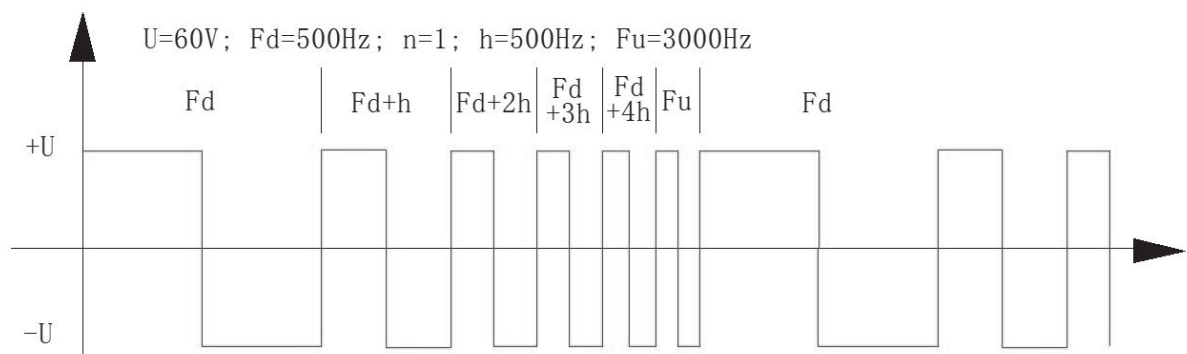 U=60V; Fd=500Hz; n=1; h=500Hz; Fu=3000Hz
Fd
Fd+h
Fd+2h
Fd
+3h
Fd
+4h
Fu
Fd
+U
-U